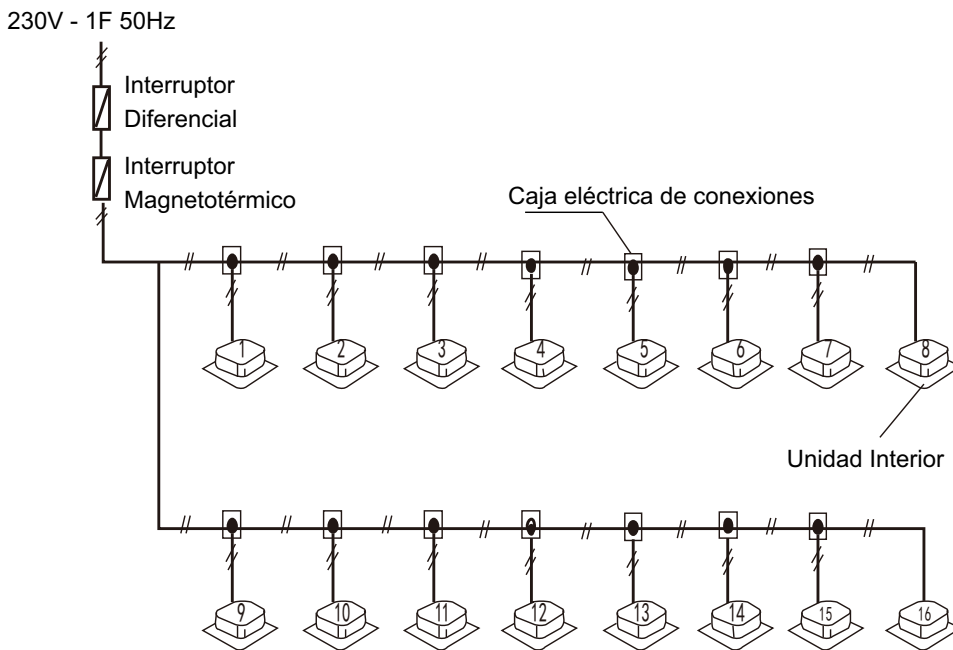 230V - 1F 50Hz
Interruptor
Diferencial
Interruptor
Magnetotérmico
Caja eléctrica de conexiones
1 2 3 4 5 6 7 8
Unidad Interior
9 10 11 12 13 14 15 16